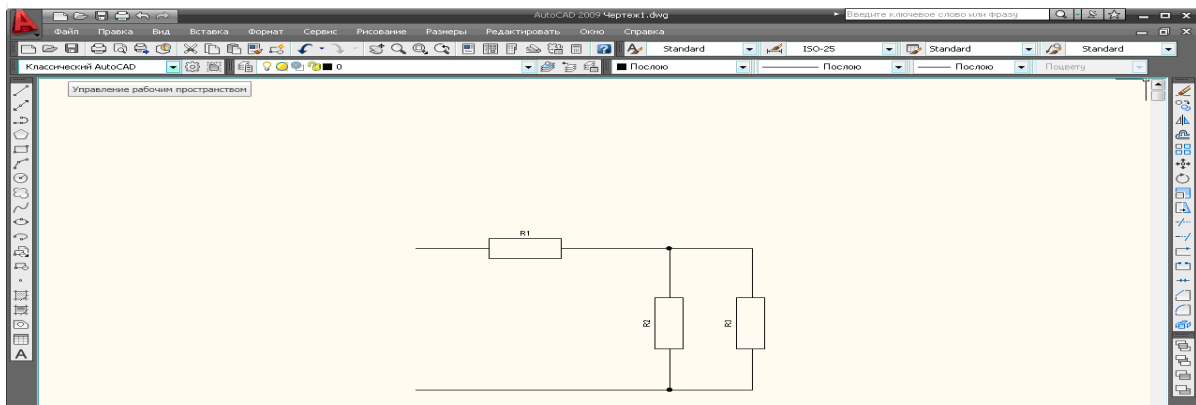 AutoCAD 2009 Чертеж1.dwg
Введите ключевое слово или фразу
Файл Правка Вид Вставка Формат Сервис Рисование Размеры Редактировать Окно Справка
Standard ISO-25 Standard Standard
Классический AutoCAD 0 Послою Послою Послою Поцвету
Управление рабочим пространством
R1
R2
R3
A